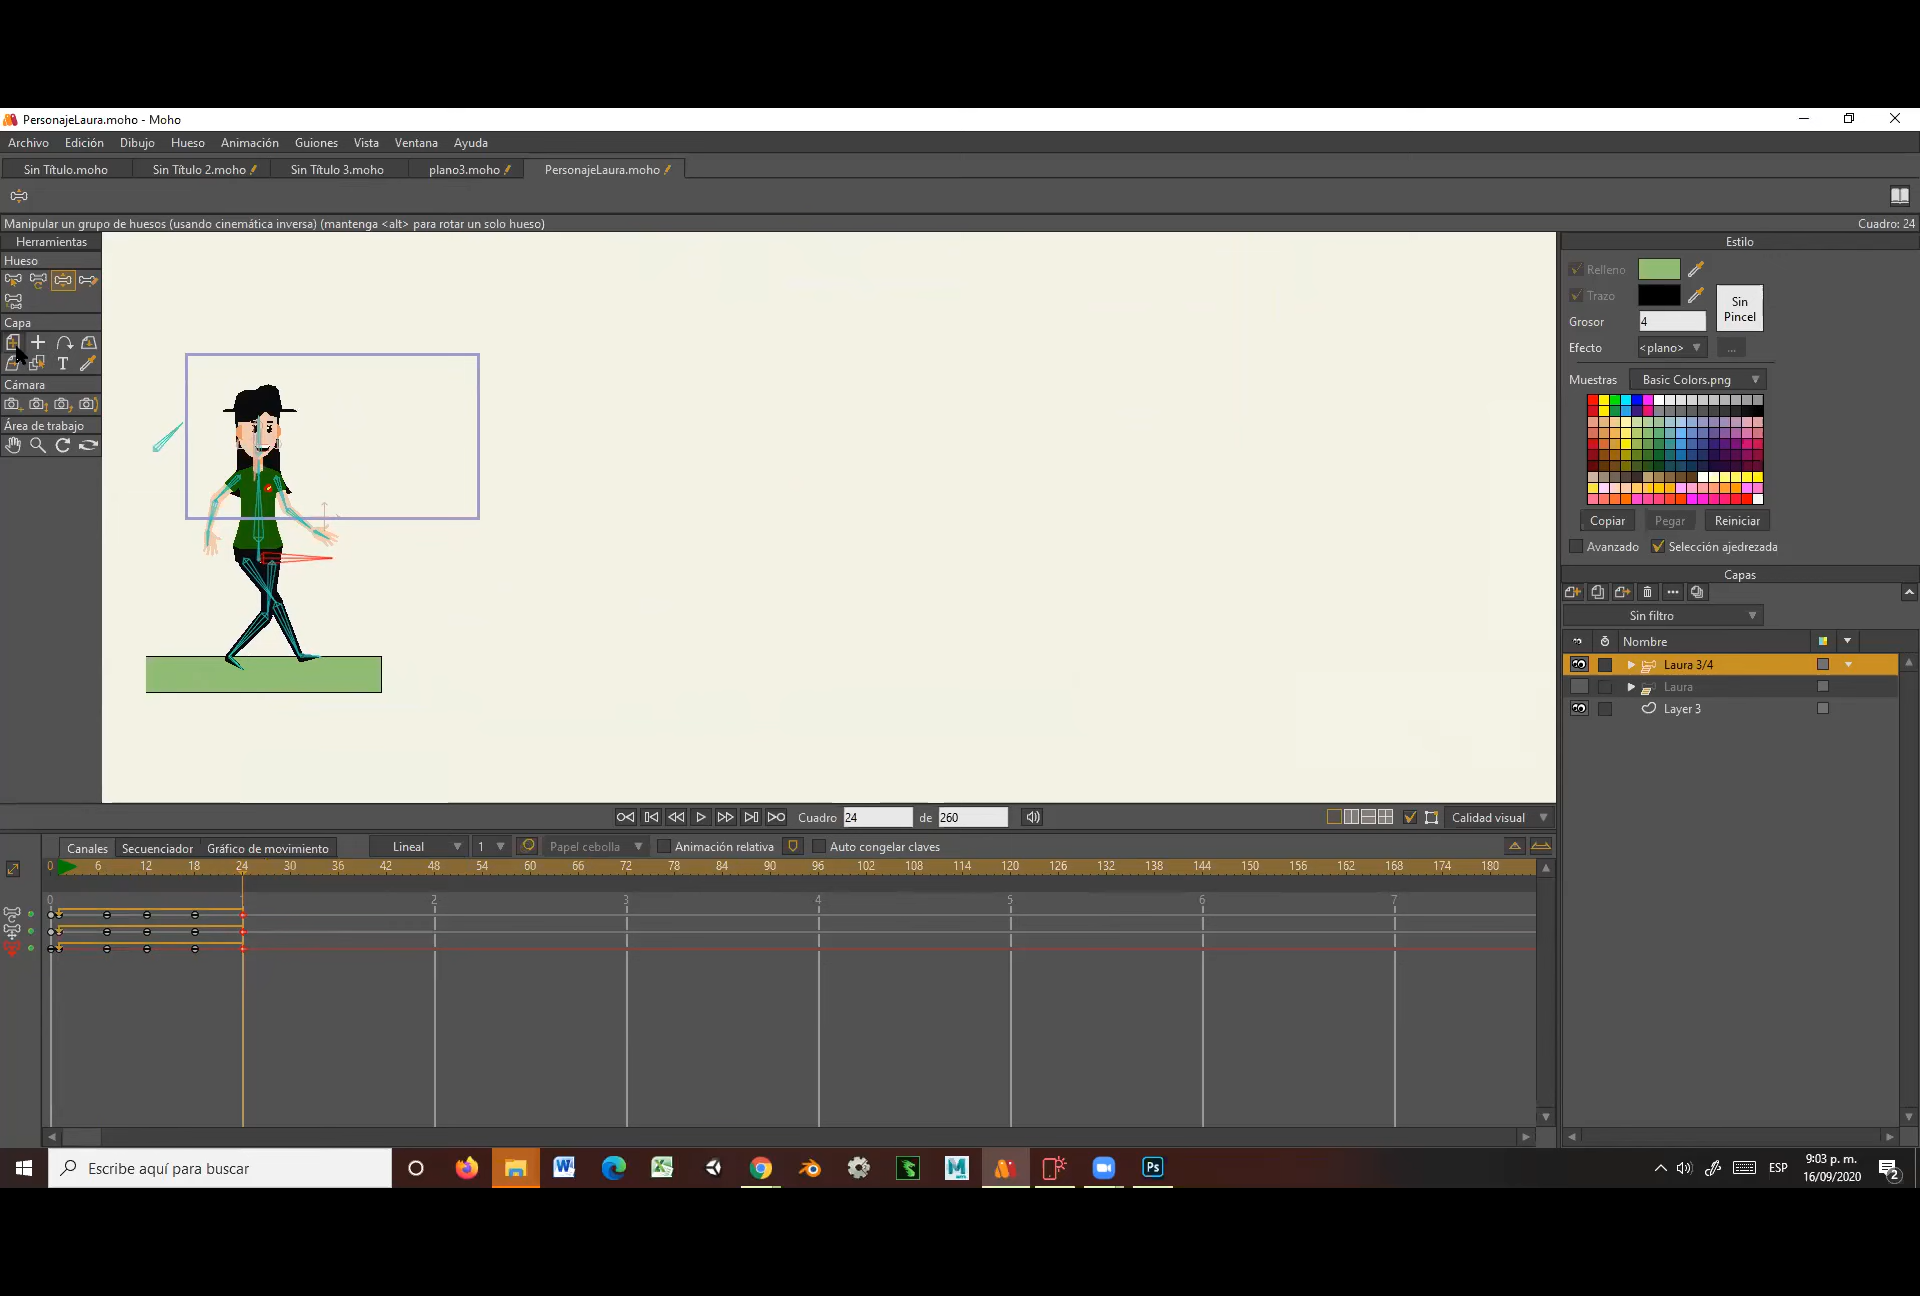 PersonajeLaura.moho - Moho
Archivo Edición Dibujo Hueso Animación Guiones Vista Ventana Ayuda
Sin Título.moho Sin Título 2.moho Sin Título 3.moho plano3.moho PersonajeLaura.moho
Manipular un grupo de huesos (usando cinemática inversa) (mantenga <alt> para rotar un solo hueso) Cuadro: 24
Herramientas
Hueso
Capa
T
Cámara
Área de trabajo
Estilo
Relleno
Trazo
Sin
Pincel
Grosor 4
Efecto <plano> ...
Muestras Basic Colors.png
Copiar Pegar Reiniciar
Avanzado Selección ajedrezada
Capas
Sin filtro
Nombre
Laura 3/4
Laura
Layer 3
Cuadro 24 de 260 Calidad visual
Canales Secuenciador Gráfico de movimiento Lineal 1 Papel cebolla Animación relativa Auto congelar claves
0 6 12 18 24 30 36 42 48 54 60 66 72 78 84 90 96 102 108 114 120 126 132 138 144 150 156 162 168 174 180
0 1 2 3 4 5 6 7
Escribe aquí para buscar
Ps
ESP
9:03 p. m.
16/09/2020
2